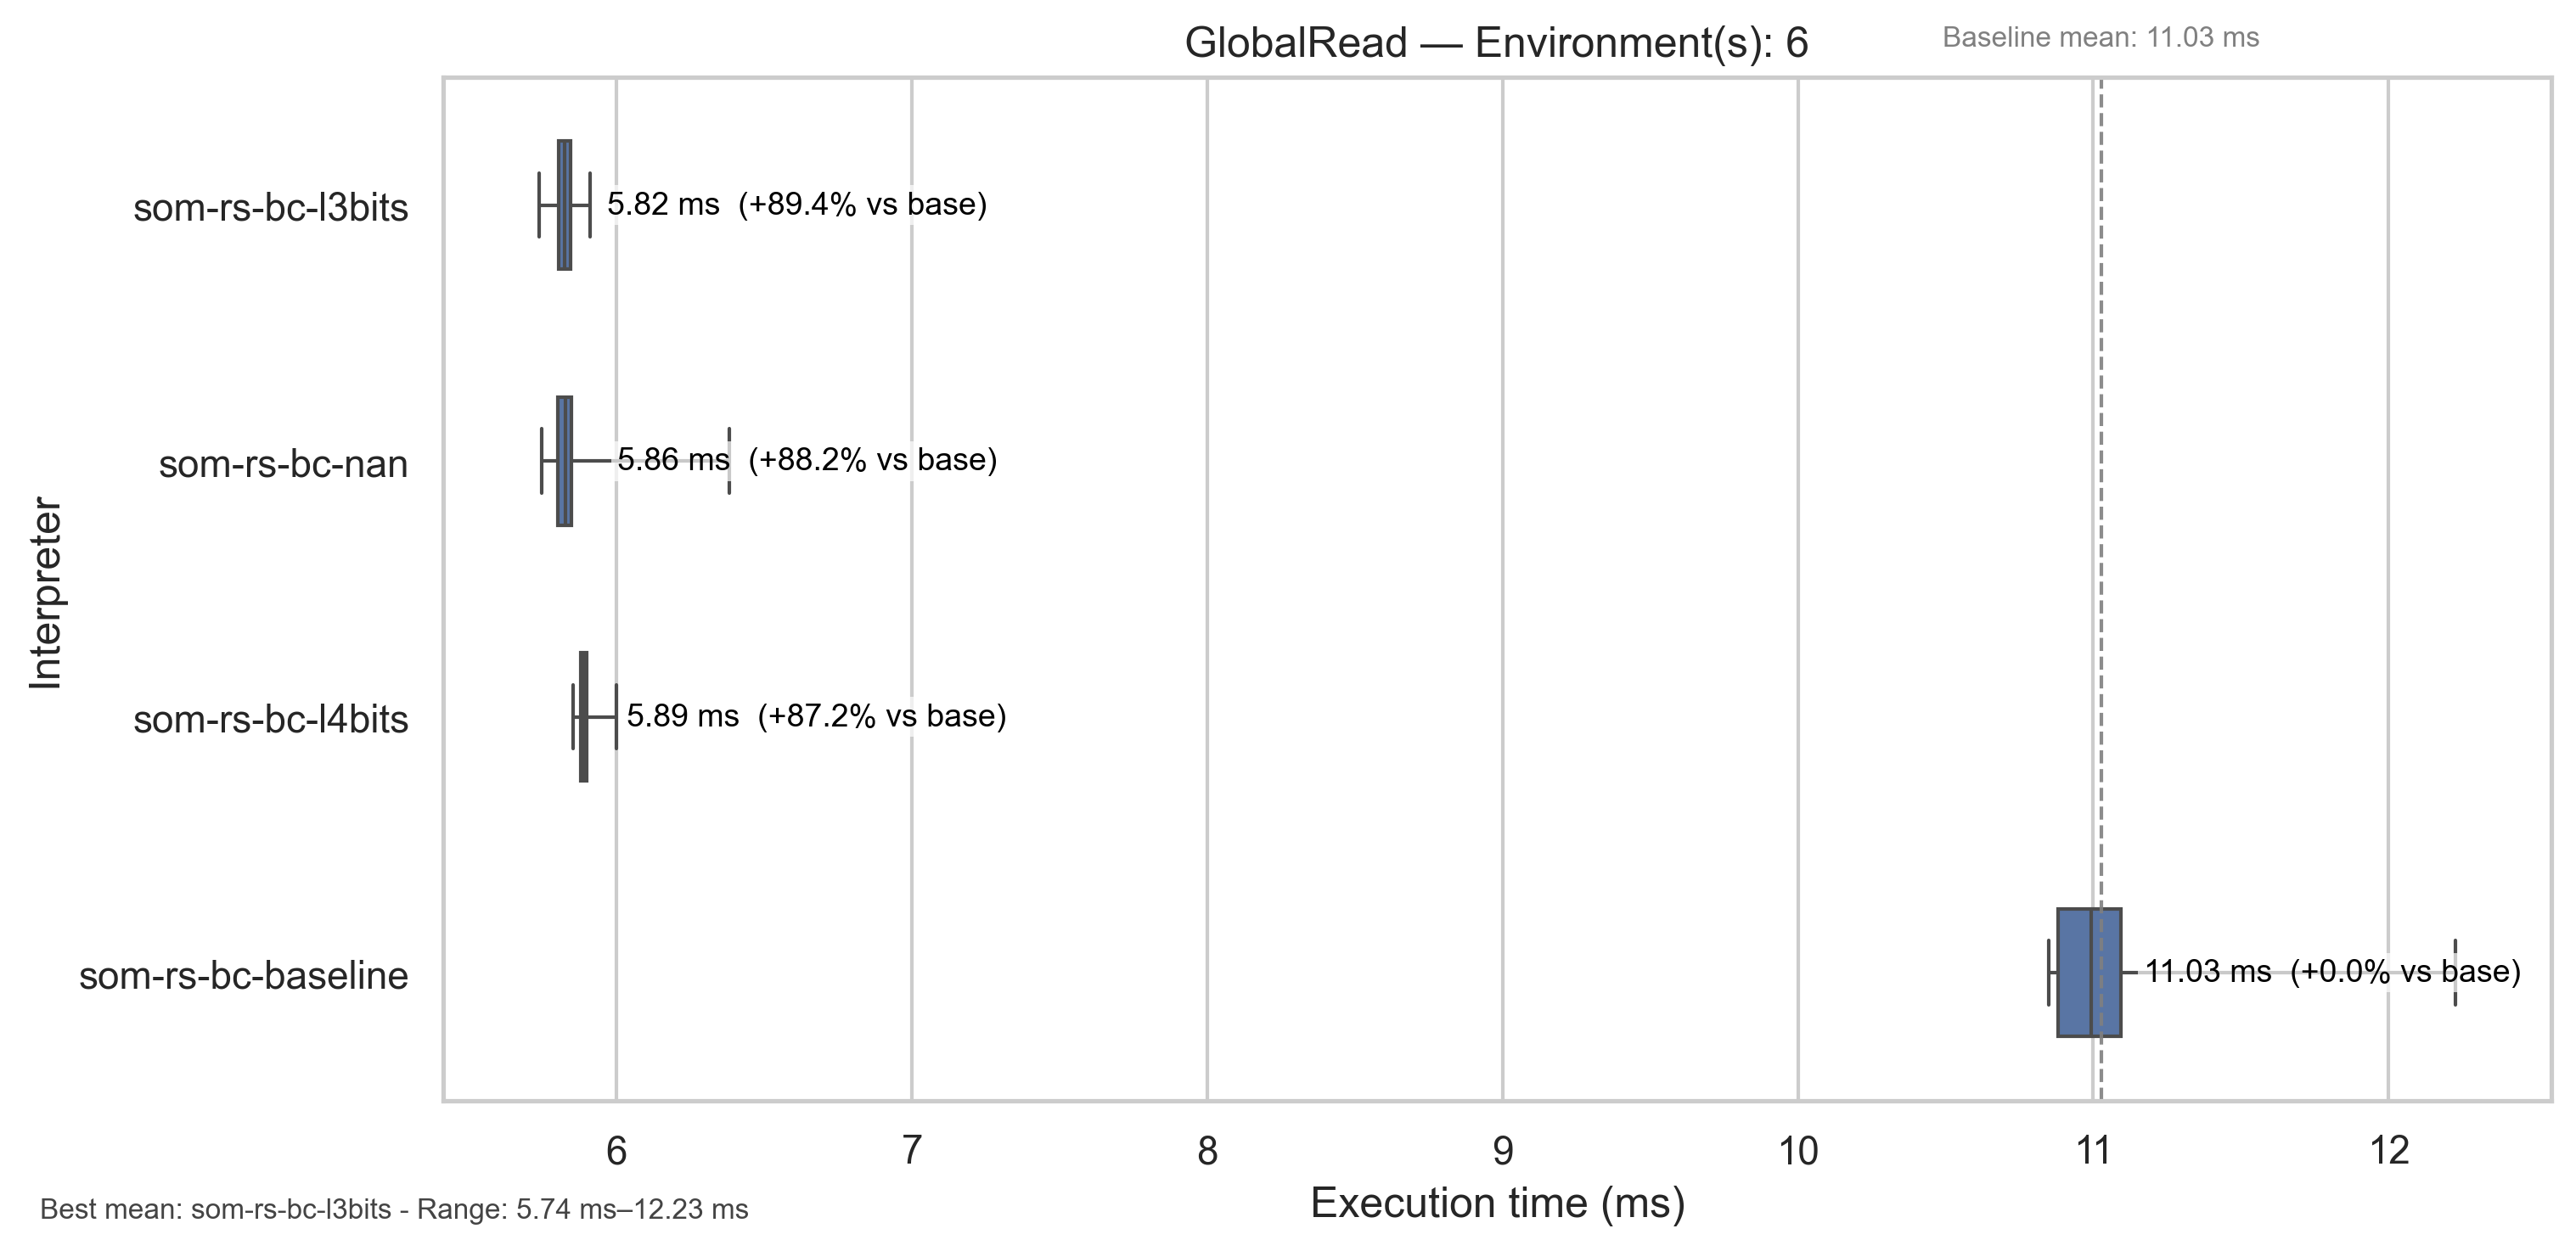 GlobalRead — Environment(s): 6
Baseline mean: 11.03 ms
Interpreter
som-rs-bc-l3bits
5.82 ms  (+89.4% vs base)
som-rs-bc-nan
5.86 ms  (+88.2% vs base)
som-rs-bc-l4bits
5.89 ms  (+87.2% vs base)
som-rs-bc-baseline
11.03 ms  (+0.0% vs base)
6 7 8 9 10 11 12
Execution time (ms)
Best mean: som-rs-bc-l3bits - Range: 5.74 ms–12.23 ms